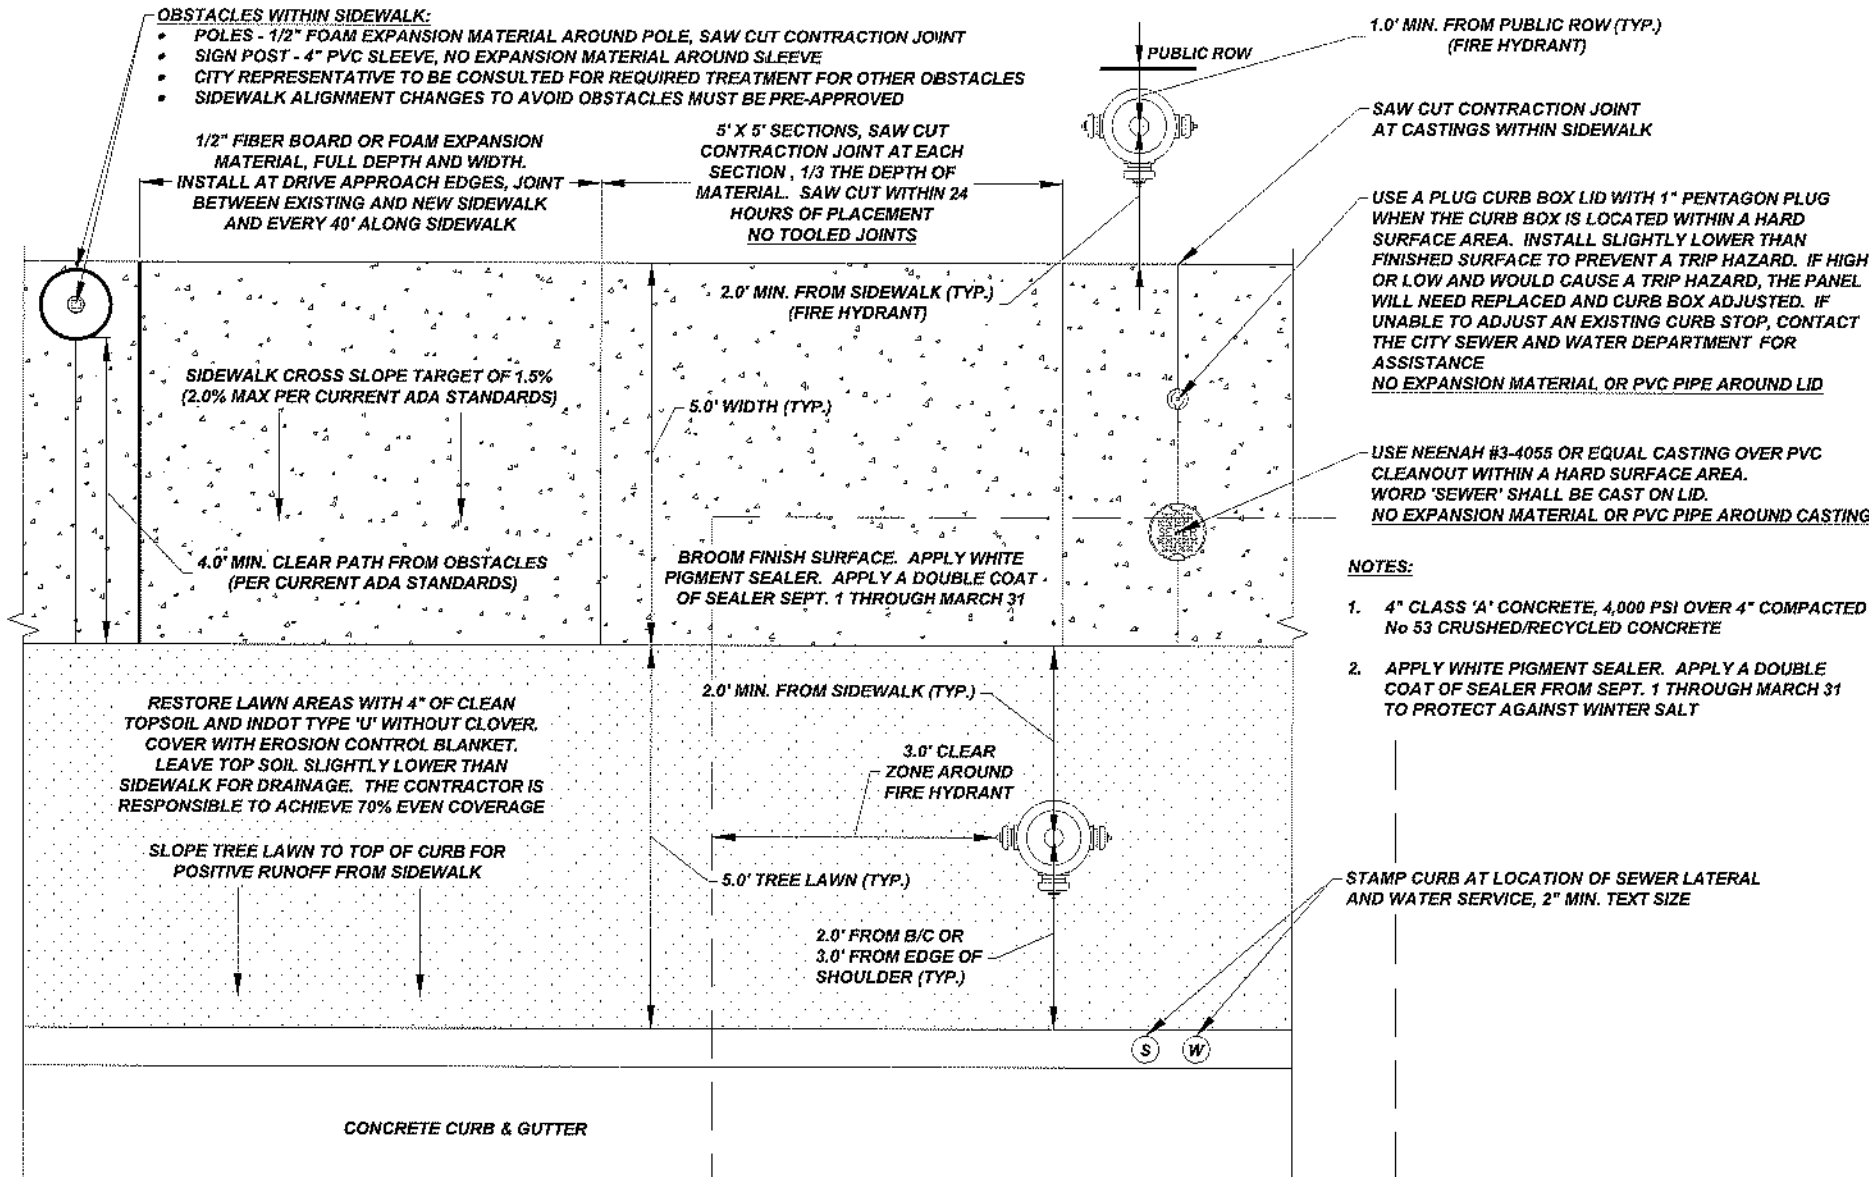 OBSTACLES WITHIN SIDEWALK:
• POLES - 1/2" FOAM EXPANSION MATERIAL AROUND POLE, SAW CUT CONTRACTION JOINT
• SIGN POST - 4" PVC SLEEVE, NO EXPANSION MATERIAL AROUND SLEEVE
• CITY REPRESENTATIVE TO BE CONSULTED FOR REQUIRED TREATMENT FOR OTHER OBSTACLES
• SIDEWALK ALIGNMENT CHANGES TO AVOID OBSTACLES MUST BE PRE-APPROVED
1/2" FIBER BOARD OR FOAM EXPANSION
MATERIAL, FULL DEPTH AND WIDTH.
INSTALL AT DRIVE APPROACH EDGES, JOINT
BETWEEN EXISTING AND NEW SIDEWALK
AND EVERY 40' ALONG SIDEWALK
5' X 5' SECTIONS, SAW CUT
CONTRACTION JOINT AT EACH
SECTION , 1/3 THE DEPTH OF
MATERIAL. SAW CUT WITHIN 24
HOURS OF PLACEMENT
NO TOOLED JOINTS
PUBLIC ROW
1.0' MIN. FROM PUBLIC ROW (TYP.)
(FIRE HYDRANT)
SAW CUT CONTRACTION JOINT
AT CASTINGS WITHIN SIDEWALK
USE A PLUG CURB BOX LID WITH 1" PENTAGON PLUG
WHEN THE CURB BOX IS LOCATED WITHIN A HARD
SURFACE AREA. INSTALL SLIGHTLY LOWER THAN
FINISHED SURFACE TO PREVENT A TRIP HAZARD. IF HIGH
OR LOW AND WOULD CAUSE A TRIP HAZARD, THE PANEL
WILL NEED REPLACED AND CURB BOX ADJUSTED. IF
UNABLE TO ADJUST AN EXISTING CURB STOP, CONTACT
THE CITY SEWER AND WATER DEPARTMENT FOR
ASSISTANCE
NO EXPANSION MATERIAL OR PVC PIPE AROUND LID
2.0' MIN. FROM SIDEWALK (TYP.)
(FIRE HYDRANT)
SIDEWALK CROSS SLOPE TARGET OF 1.5%
(2.0% MAX PER CURRENT ADA STANDARDS)
5.0' WIDTH (TYP.)
USE NEENAH #3-4055 OR EQUAL CASTING OVER PVC
CLEANOUT WITHIN A HARD SURFACE AREA.
WORD 'SEWER' SHALL BE CAST ON LID.
NO EXPANSION MATERIAL OR PVC PIPE AROUND CASTING
4.0' MIN. CLEAR PATH FROM OBSTACLES
(PER CURRENT ADA STANDARDS)
BROOM FINISH SURFACE. APPLY WHITE
PIGMENT SEALER. APPLY A DOUBLE COAT
OF SEALER SEPT. 1 THROUGH MARCH 31
NOTES:
1. 4" CLASS 'A' CONCRETE, 4,000 PSI OVER 4" COMPACTED
No 53 CRUSHED/RECYCLED CONCRETE
2. APPLY WHITE PIGMENT SEALER. APPLY A DOUBLE
COAT OF SEALER FROM SEPT. 1 THROUGH MARCH 31
TO PROTECT AGAINST WINTER SALT
RESTORE LAWN AREAS WITH 4" OF CLEAN
TOPSOIL AND INDOT TYPE 'U' WITHOUT CLOVER.
COVER WITH EROSION CONTROL BLANKET.
LEAVE TOP SOIL SLIGHTLY LOWER THAN
SIDEWALK FOR DRAINAGE. THE CONTRACTOR IS
RESPONSIBLE TO ACHIEVE 70% EVEN COVERAGE
2.0' MIN. FROM SIDEWALK (TYP.)
3.0' CLEAR
ZONE AROUND
FIRE HYDRANT
SLOPE TREE LAWN TO TOP OF CURB FOR
POSITIVE RUNOFF FROM SIDEWALK
5.0' TREE LAWN (TYP.)
2.0' FROM B/C OR
3.0' FROM EDGE OF
SHOULDER (TYP.)
STAMP CURB AT LOCATION OF SEWER LATERAL
AND WATER SERVICE, 2" MIN. TEXT SIZE
S W
CONCRETE CURB & GUTTER